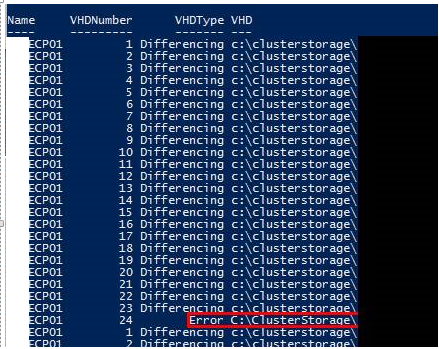 Name VHDNumber VHDType VHD
---- --------- ------- ---
ECP01 1 Differencing c:\clusterstorage\
ECP01 2 Differencing c:\clusterstorage\
ECP01 3 Differencing c:\clusterstorage\
ECP01 4 Differencing c:\clusterstorage\
ECP01 5 Differencing c:\clusterstorage\
ECP01 6 Differencing c:\clusterstorage\
ECP01 7 Differencing c:\clusterstorage\
ECP01 8 Differencing c:\clusterstorage\
ECP01 9 Differencing c:\clusterstorage\
ECP01 10 Differencing c:\clusterstorage\
ECP01 11 Differencing c:\clusterstorage\
ECP01 12 Differencing c:\clusterstorage\
ECP01 13 Differencing c:\clusterstorage\
ECP01 14 Differencing c:\clusterstorage\
ECP01 15 Differencing c:\clusterstorage\
ECP01 16 Differencing c:\clusterstorage\
ECP01 17 Differencing c:\clusterstorage\
ECP01 18 Differencing c:\clusterstorage\
ECP01 19 Differencing c:\clusterstorage\
ECP01 20 Differencing c:\clusterstorage\
ECP01 21 Differencing c:\clusterstorage\
ECP01 22 Differencing c:\clusterstorage\
ECP01 23 Differencing c:\clusterstorage\
ECP01 24 Error C:\ClusterStorage\
ECP01 1 Differencing c:\clusterstorage\
ECP01 2 Differencing c:\clusterstorage\